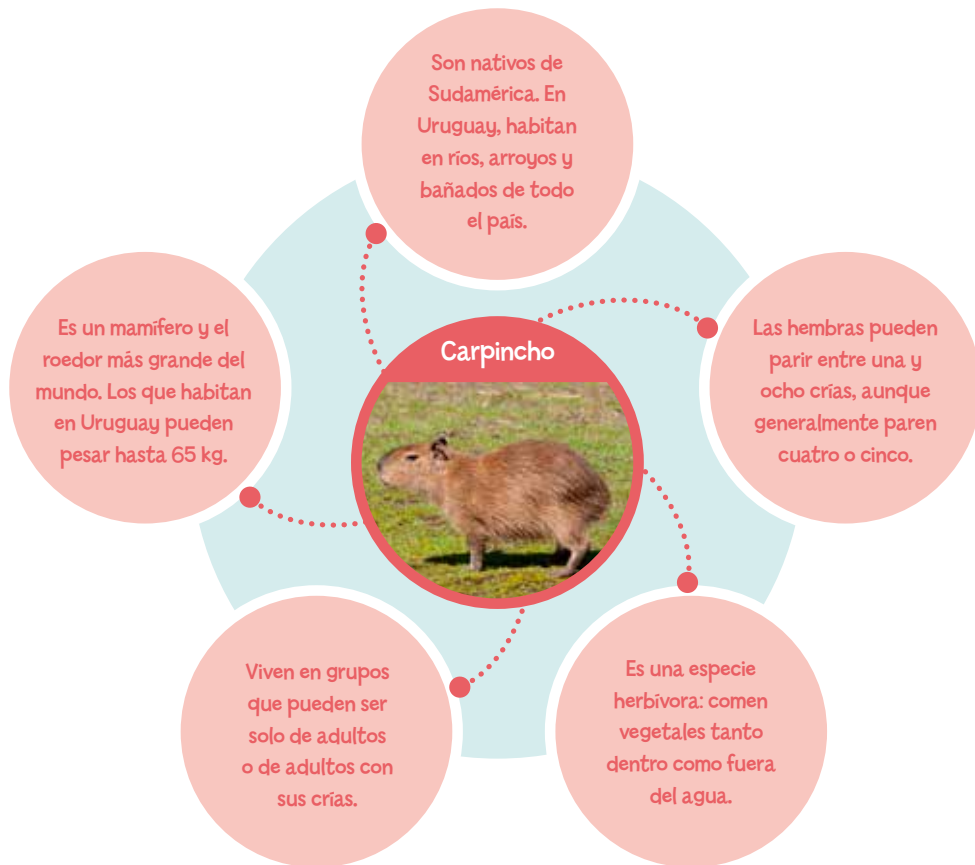 Son nativos de
Sudamérica. En
Uruguay, habitan
en ríos, arroyos y
bañados de todo
el país.
Es un mamífero y el
roedor más grande del
mundo. Los que habitan
en Uruguay pueden
pesar hasta 65 kg.
Carpincho
Las hembras pueden
parir entre una y
ocho crías, aunque
generalmente paren
cuatro o cinco.
Viven en grupos
que pueden ser
solo de adultos
o de adultos con
sus crías.
Es una especie
herbívora: comen
vegetales tanto
dentro como fuera
del agua.